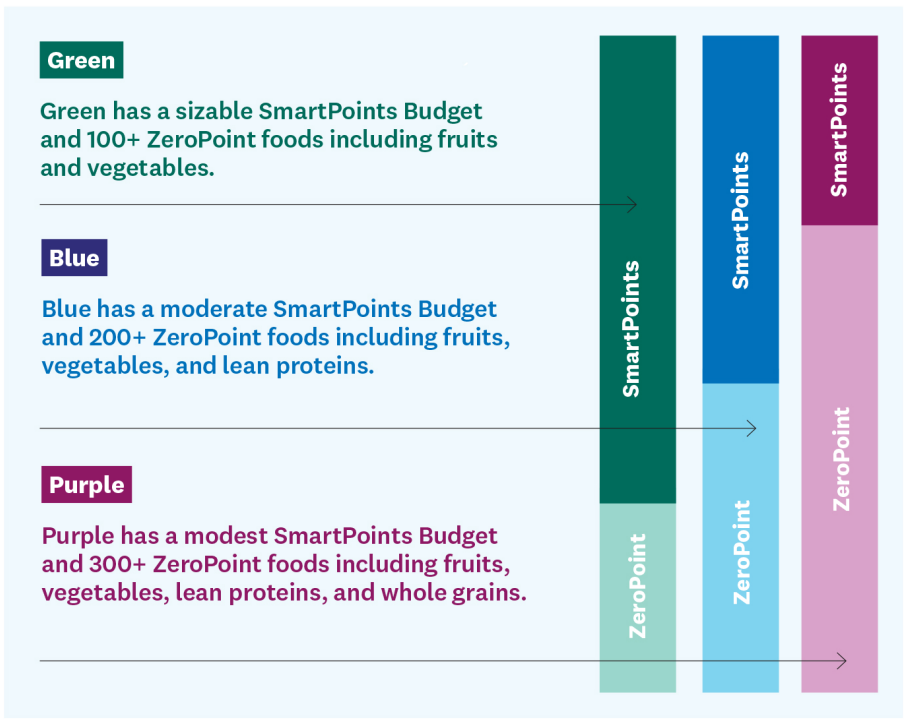 Green
Green has a sizable SmartPoints Budget
and 100+ ZeroPoint foods including fruits
and vegetables.
Blue
Blue has a moderate SmartPoints Budget
and 200+ ZeroPoint foods including fruits,
vegetables, and lean proteins.
Purple
Purple has a modest SmartPoints Budget
and 300+ ZeroPoint foods including fruits,
vegetables, lean proteins, and whole grains.
SmartPoints
ZeroPoint
SmartPoints
ZeroPoint
SmartPoints
ZeroPoint